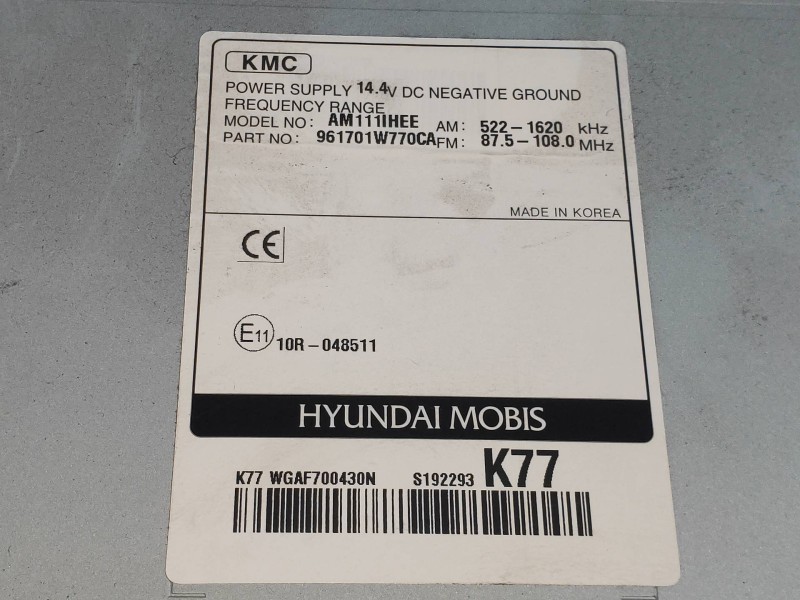 KMC
POWER SUPPLY 14.4V DC NEGATIVE GROUND
FREQUENCY RANGE
MODEL NO: AM111IHEE AM: 522-1620 kHz
PART NO: 961701W770CA FM: 87.5-108.0 MHz
MADE IN KOREA
CE
E11 10R-048511
HYUNDAI MOBIS
K77 WGAF700430N S192293 K77